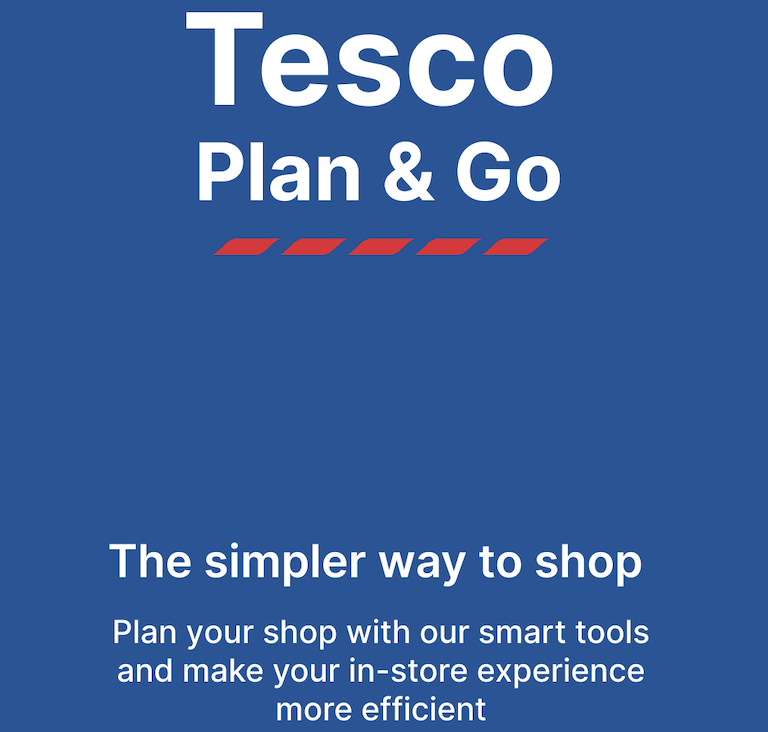 Tesco
Plan & Go
The simpler way to shop
Plan your shop with our smart tools
and make your in-store experience
more efficient